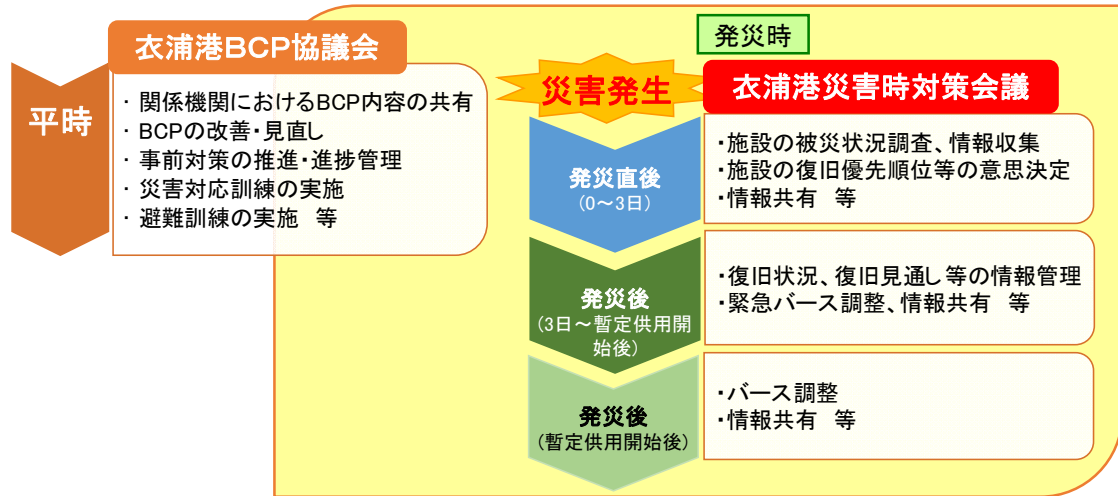 衣浦港BCP協議会
平時
・ 関係機関におけるBCP内容の共有
・ BCPの改善・見直し
・ 事前対策の推進・進捗管理
・ 災害対応訓練の実施
・ 避難訓練の実施 等
発災時
災害発生
衣浦港災害時対策会議
発災直後
(0～3日)
・施設の被災状況調査、情報収集
・施設の復旧優先順位等の意思決定
・情報共有 等
発災後
(3日～暫定供用開
始後)
・復旧状況、復旧見通し等の情報管理
・緊急バース調整、情報共有 等
発災後
(暫定供用開始後)
・バース調整
・情報共有 等